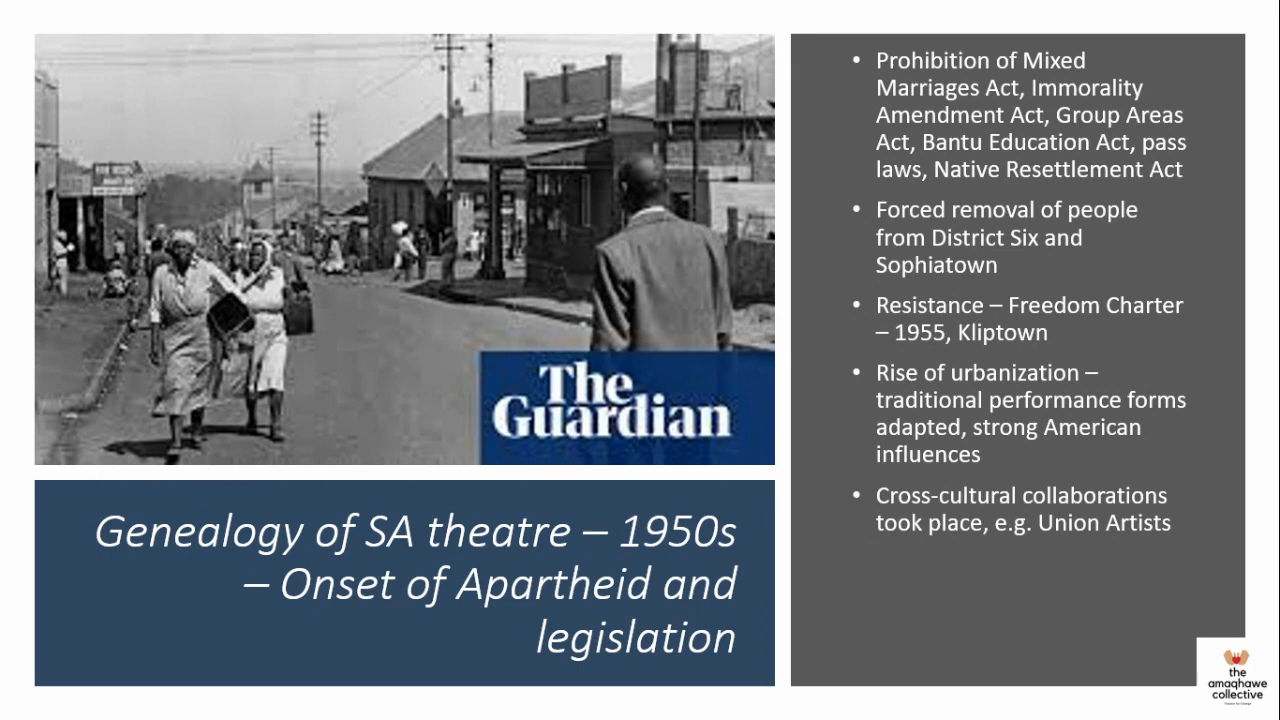 The
Guardian
Genealogy of SA theatre – 1950s
– Onset of Apartheid and
legislation
• Prohibition of Mixed
Marriages Act, Immorality
Amendment Act, Group Areas
Act, Bantu Education Act, pass
laws, Native Resettlement Act
• Forced removal of people
from District Six and
Sophiatown
• Resistance – Freedom Charter
– 1955, Kliptown
• Rise of urbanization –
traditional performance forms
adapted, strong American
influences
• Cross-cultural collaborations
took place, e.g. Union Artists
the
amaqhawe
collective